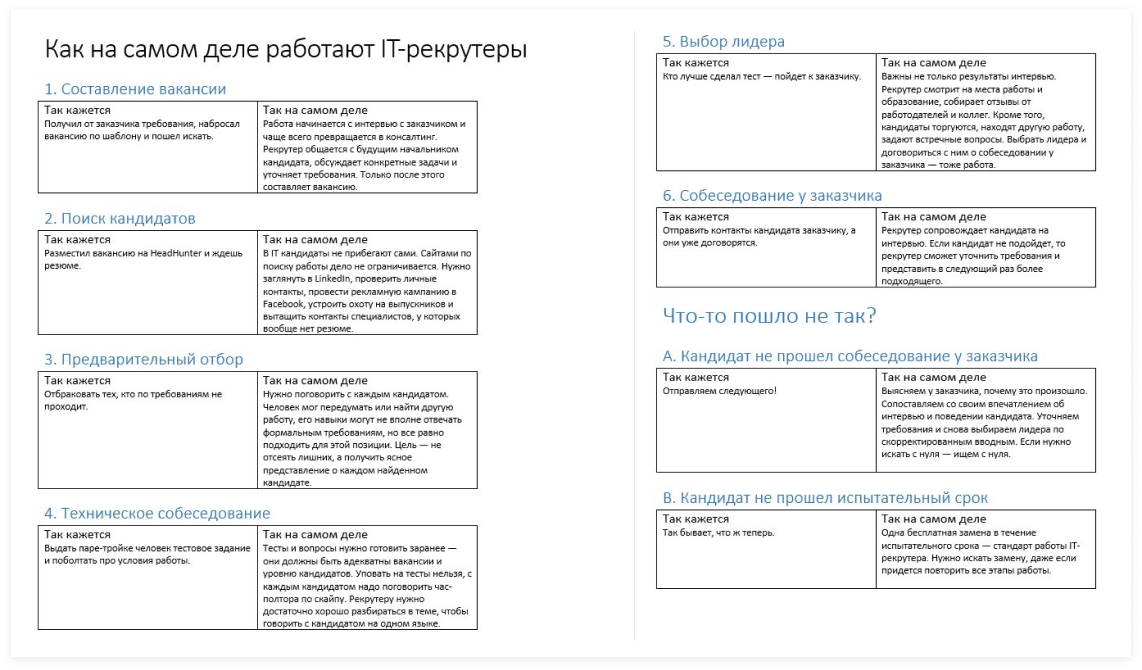 Как на самом деле работают IT-рекрутеры
1. Составление вакансии
Так кажется
Получил от заказчика требования, набросал
вакансию по шаблону и пошел искать.
Так на самом деле
Работа начинается с интервью с заказчиком и
чаще всего превращается в консалтинг.
Рекрутер общается с будущим начальником
кандидата, обсуждает конкретные задачи и
уточняет требования. Только после этого
составляет вакансию.
2. Поиск кандидатов
Так кажется
Разместил вакансию на HeadHunter и ждешь
резюме.
Так на самом деле
В IT кандидаты не прибегают сами. Сайтами по
поиску работы дело не ограничивается. Нужно
заглянуть в LinkedIn, проверить личные
контакты, провести рекламную кампанию в
Facebook, устроить охоту на выпускников и
вытащить контакты специалистов, у которых
вообще нет резюме.
3. Предварительный отбор
Так кажется
Отбраковать тех, кто по требованиям не
проходит.
Так на самом деле
Нужно поговорить с каждым кандидатом.
Человек мог передумать или найти другую
работу, его навыки могут не вполне отвечать
формальным требованиям, но все равно
подходить для этой позиции. Цель — не
отсеять лишних, а получить ясное
представление о каждом найденном
кандидате.
4. Техническое собеседование
Так кажется
Выдать паре-тройке человек тестовое задание
и поболтать про условия работы.
Так на самом деле
Тесты и вопросы нужно готовить заранее —
они должны быть адекватны вакансии и
уровню кандидатов. Уповать на тесты нельзя, с
каждым кандидатом надо поговорить час-
полтора по скайпу. Рекрутеру нужно
достаточно хорошо разбираться в теме, чтобы
говорить с кандидатом на одном языке.
5. Выбор лидера
Так кажется
Кто лучше сделал тест — пойдет к заказчику.
Так на самом деле
Важны не только результаты интервью.
Рекрутер смотрит на места работы и
образование, собирает отзывы от
работодателей и коллег. Кроме того,
кандидаты торгуются, находят другую работу,
задают встречные вопросы. Выбрать лидера и
договориться с ним о собеседовании у
заказчика — тоже работа.
6. Собеседование у заказчика
Так кажется
Отправить контакты кандидата заказчику, а
они уже договорятся.
Так на самом деле
Рекрутер сопровождает кандидата на
интервью. Если кандидат не подойдет, то
рекрутер сможет уточнить требования и
представить в следующий раз более
подходящего.
Что-то пошло не так?
А. Кандидат не прошел собеседование у заказчика
Так кажется
Отправляем следующего!
Так на самом деле
Выясняем у заказчика, почему это произошло.
Сопоставляем со своим впечатлением об
интервью и поведении кандидата. Уточняем
требования и снова выбираем лидера по
скорректированным вводным. Если нужно
искать с нуля — ищем с нуля.
В. Кандидат не прошел испытательный срок
Так кажется
Так бывает, что ж теперь.
Так на самом деле
Одна бесплатная замена в течение
испытательного срока — стандарт работы IT-
рекрутера. Нужно искать замену, даже если
придется повторить все этапы работы.